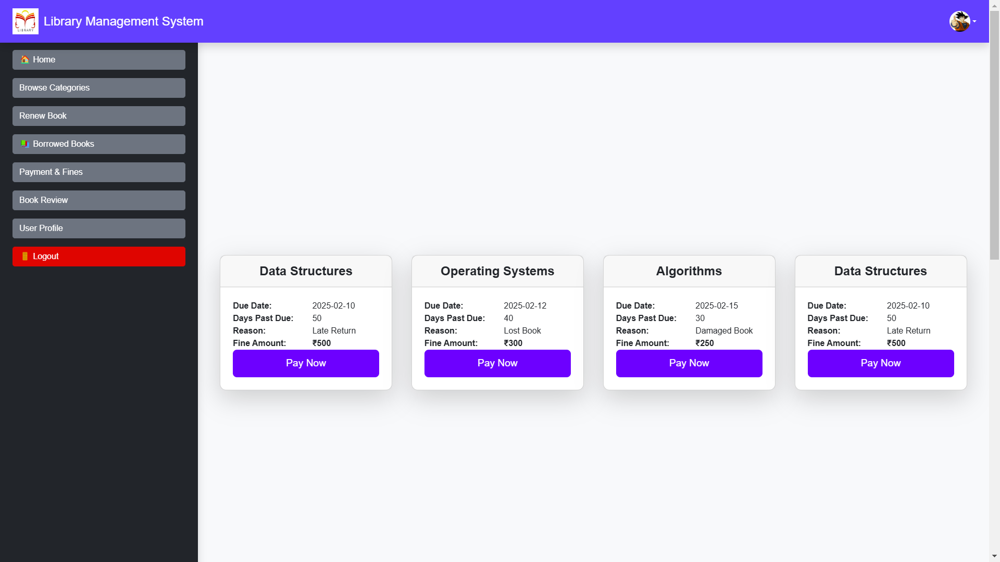 LIBRARY
Library Management System
🏠 Home
Browse Categories
Renew Book
📚 Borrowed Books
Payment & Fines
Book Review
User Profile
🚪 Logout
Data Structures
Due Date: 2025-02-10
Days Past Due: 50
Reason: Late Return
Fine Amount: ₹500
Pay Now
Operating Systems
Due Date: 2025-02-12
Days Past Due: 40
Reason: Lost Book
Fine Amount: ₹300
Pay Now
Algorithms
Due Date: 2025-02-15
Days Past Due: 30
Reason: Damaged Book
Fine Amount: ₹250
Pay Now
Data Structures
Due Date: 2025-02-10
Days Past Due: 50
Reason: Late Return
Fine Amount: ₹500
Pay Now